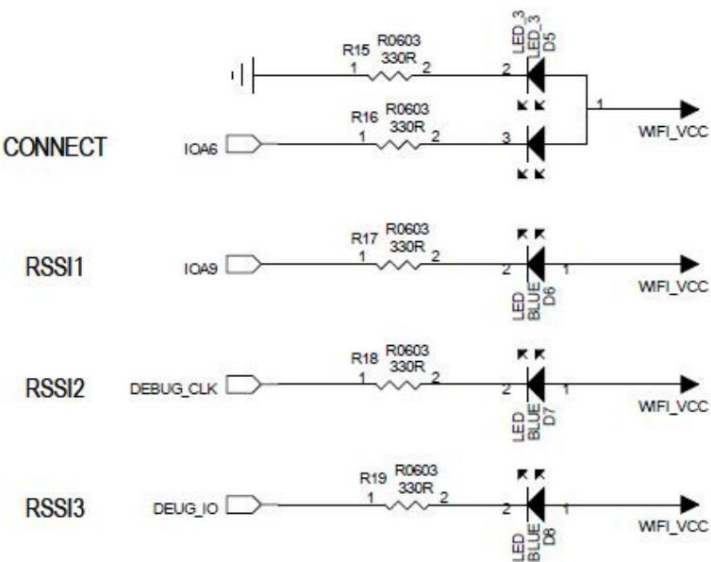 LED_3
LED_3
D5
R15 R0603
330R
1 2 2
1
WIFI_VCC
R16 R0603
330R
CONNECT IOA6 1 2 3
R17 R0603
330R
RSSI1 IOA9 1 2 2 1
WIFI_VCC
LED
BLUE
D6
R18 R0603
330R
RSSI2 DEBUG_CLK 1 2 2 1
WIFI_VCC
LED
BLUE
D7
R19 R0603
330R
RSSI3 DEUG_IO 1 2 2 1
WIFI_VCC
LED
BLUE
D8